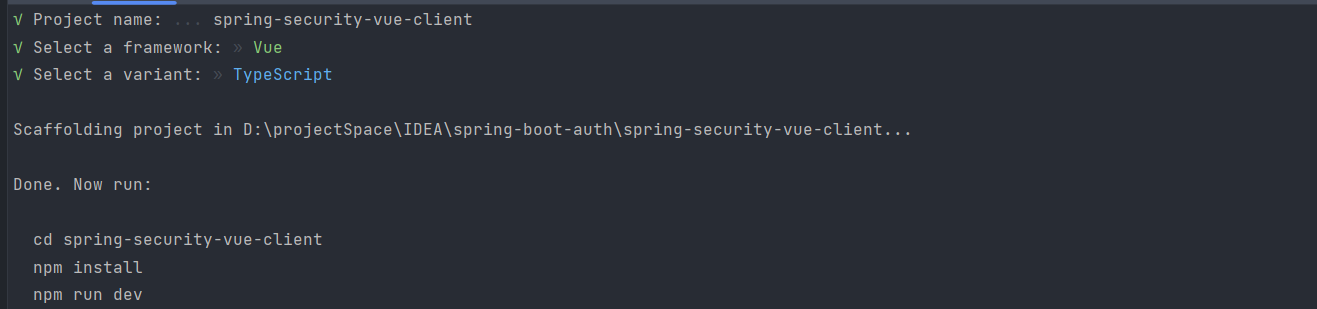 √ Project name: ... spring-security-vue-client
√ Select a framework: » Vue
√ Select a variant: » TypeScript
Scaffolding project in D:\projectSpace\IDEA\spring-boot-auth\spring-security-vue-client...
Done. Now run:
cd spring-security-vue-client
npm install
npm run dev